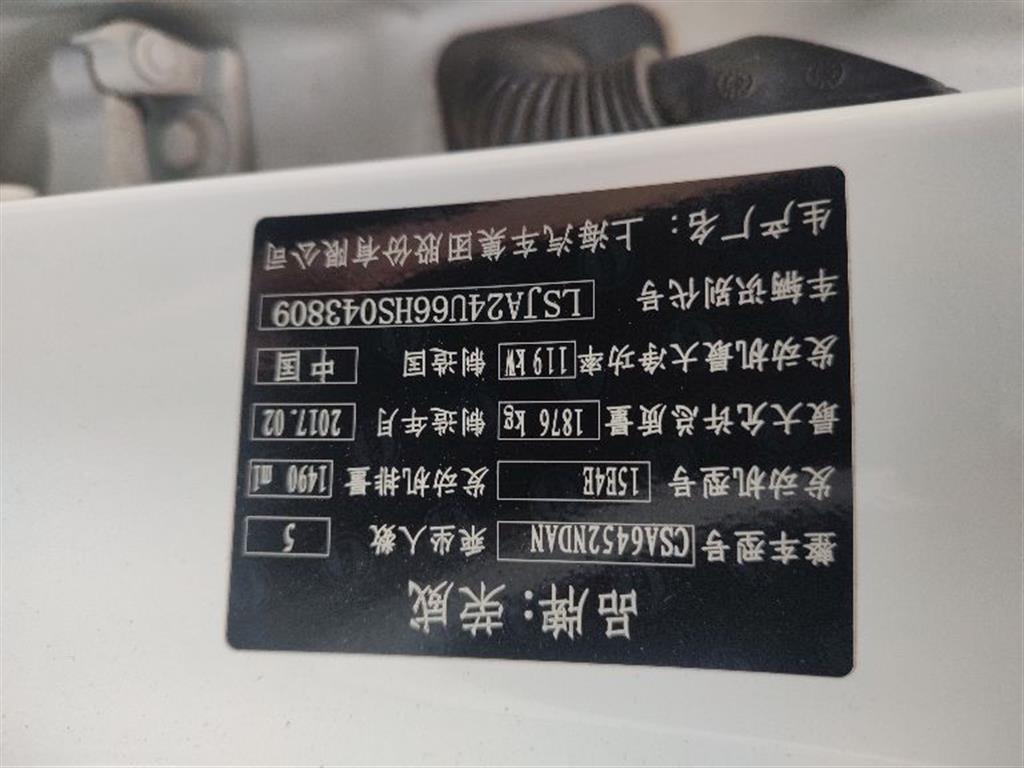 品牌：荣威
整车型号 CSA6452NDAN 乘坐人数 5
发动机型号 15E4E 发动机排量 1490 ml
最大允许总质量 1876 kg 制造年月 2017.02
发动机最大净功率 119 kW 制造国 中国
车辆识别代号 LSJA24U66HS043809
生产厂名：上海汽车集团股份有限公司